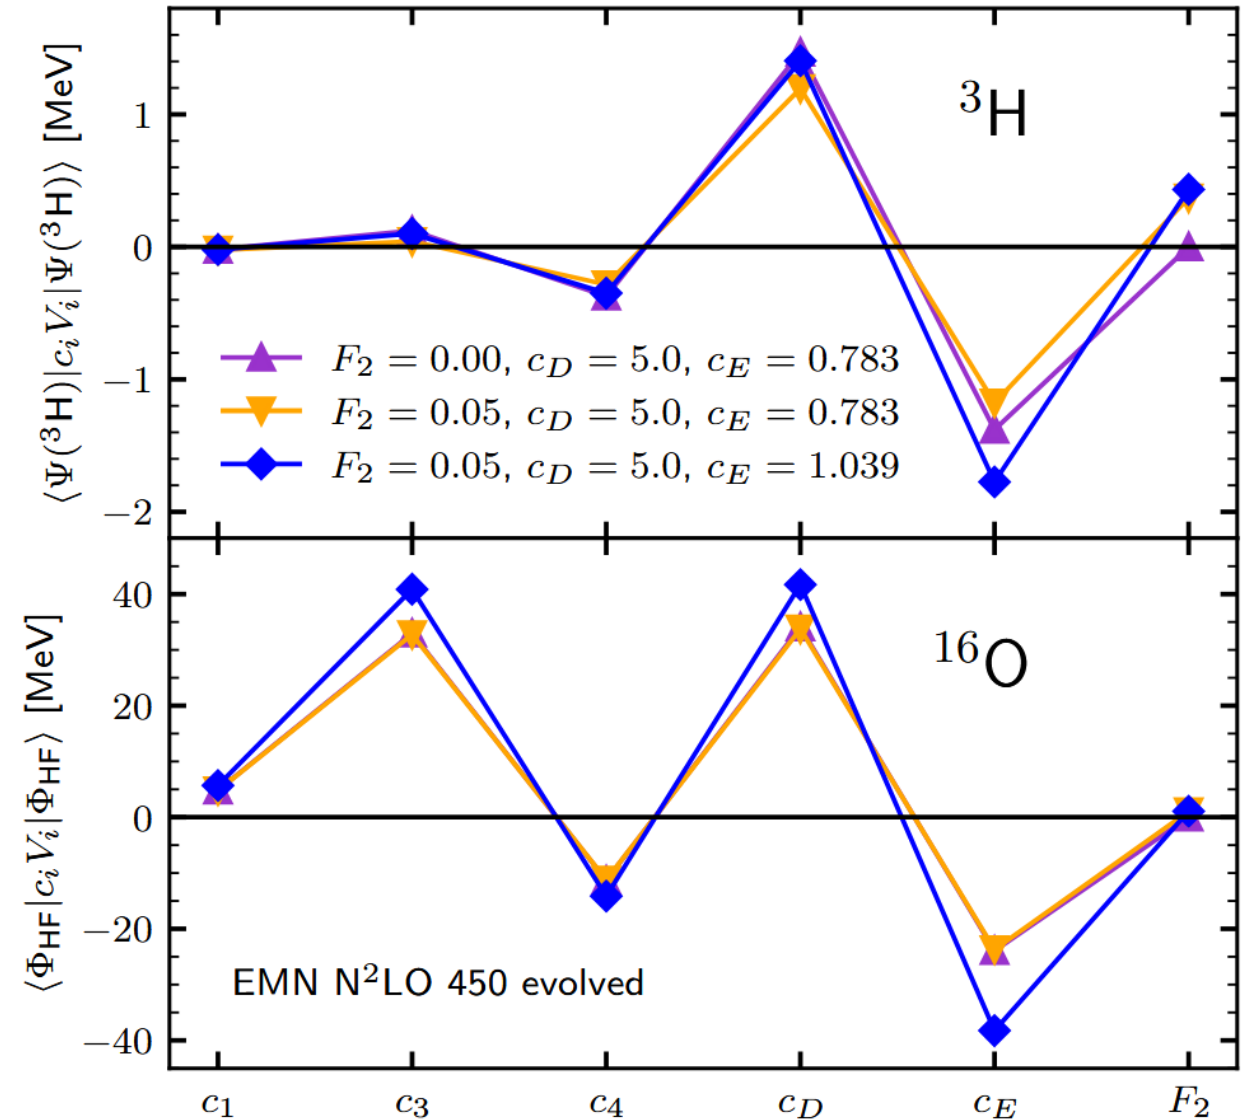 ⟨Ψ(³H)|cᵢVᵢ|Ψ(³H)⟩ [MeV]
1
0
−1
−2
³H
F₂ = 0.00, c_D = 5.0, c_E = 0.783
F₂ = 0.05, c_D = 5.0, c_E = 0.783
F₂ = 0.05, c_D = 5.0, c_E = 1.039
⟨Φ_HF|cᵢVᵢ|Φ_HF⟩ [MeV]
40
20
0
−20
−40
¹⁶O
EMN N²LO 450 evolved
c₁ c₃ c₄ c_D c_E F₂